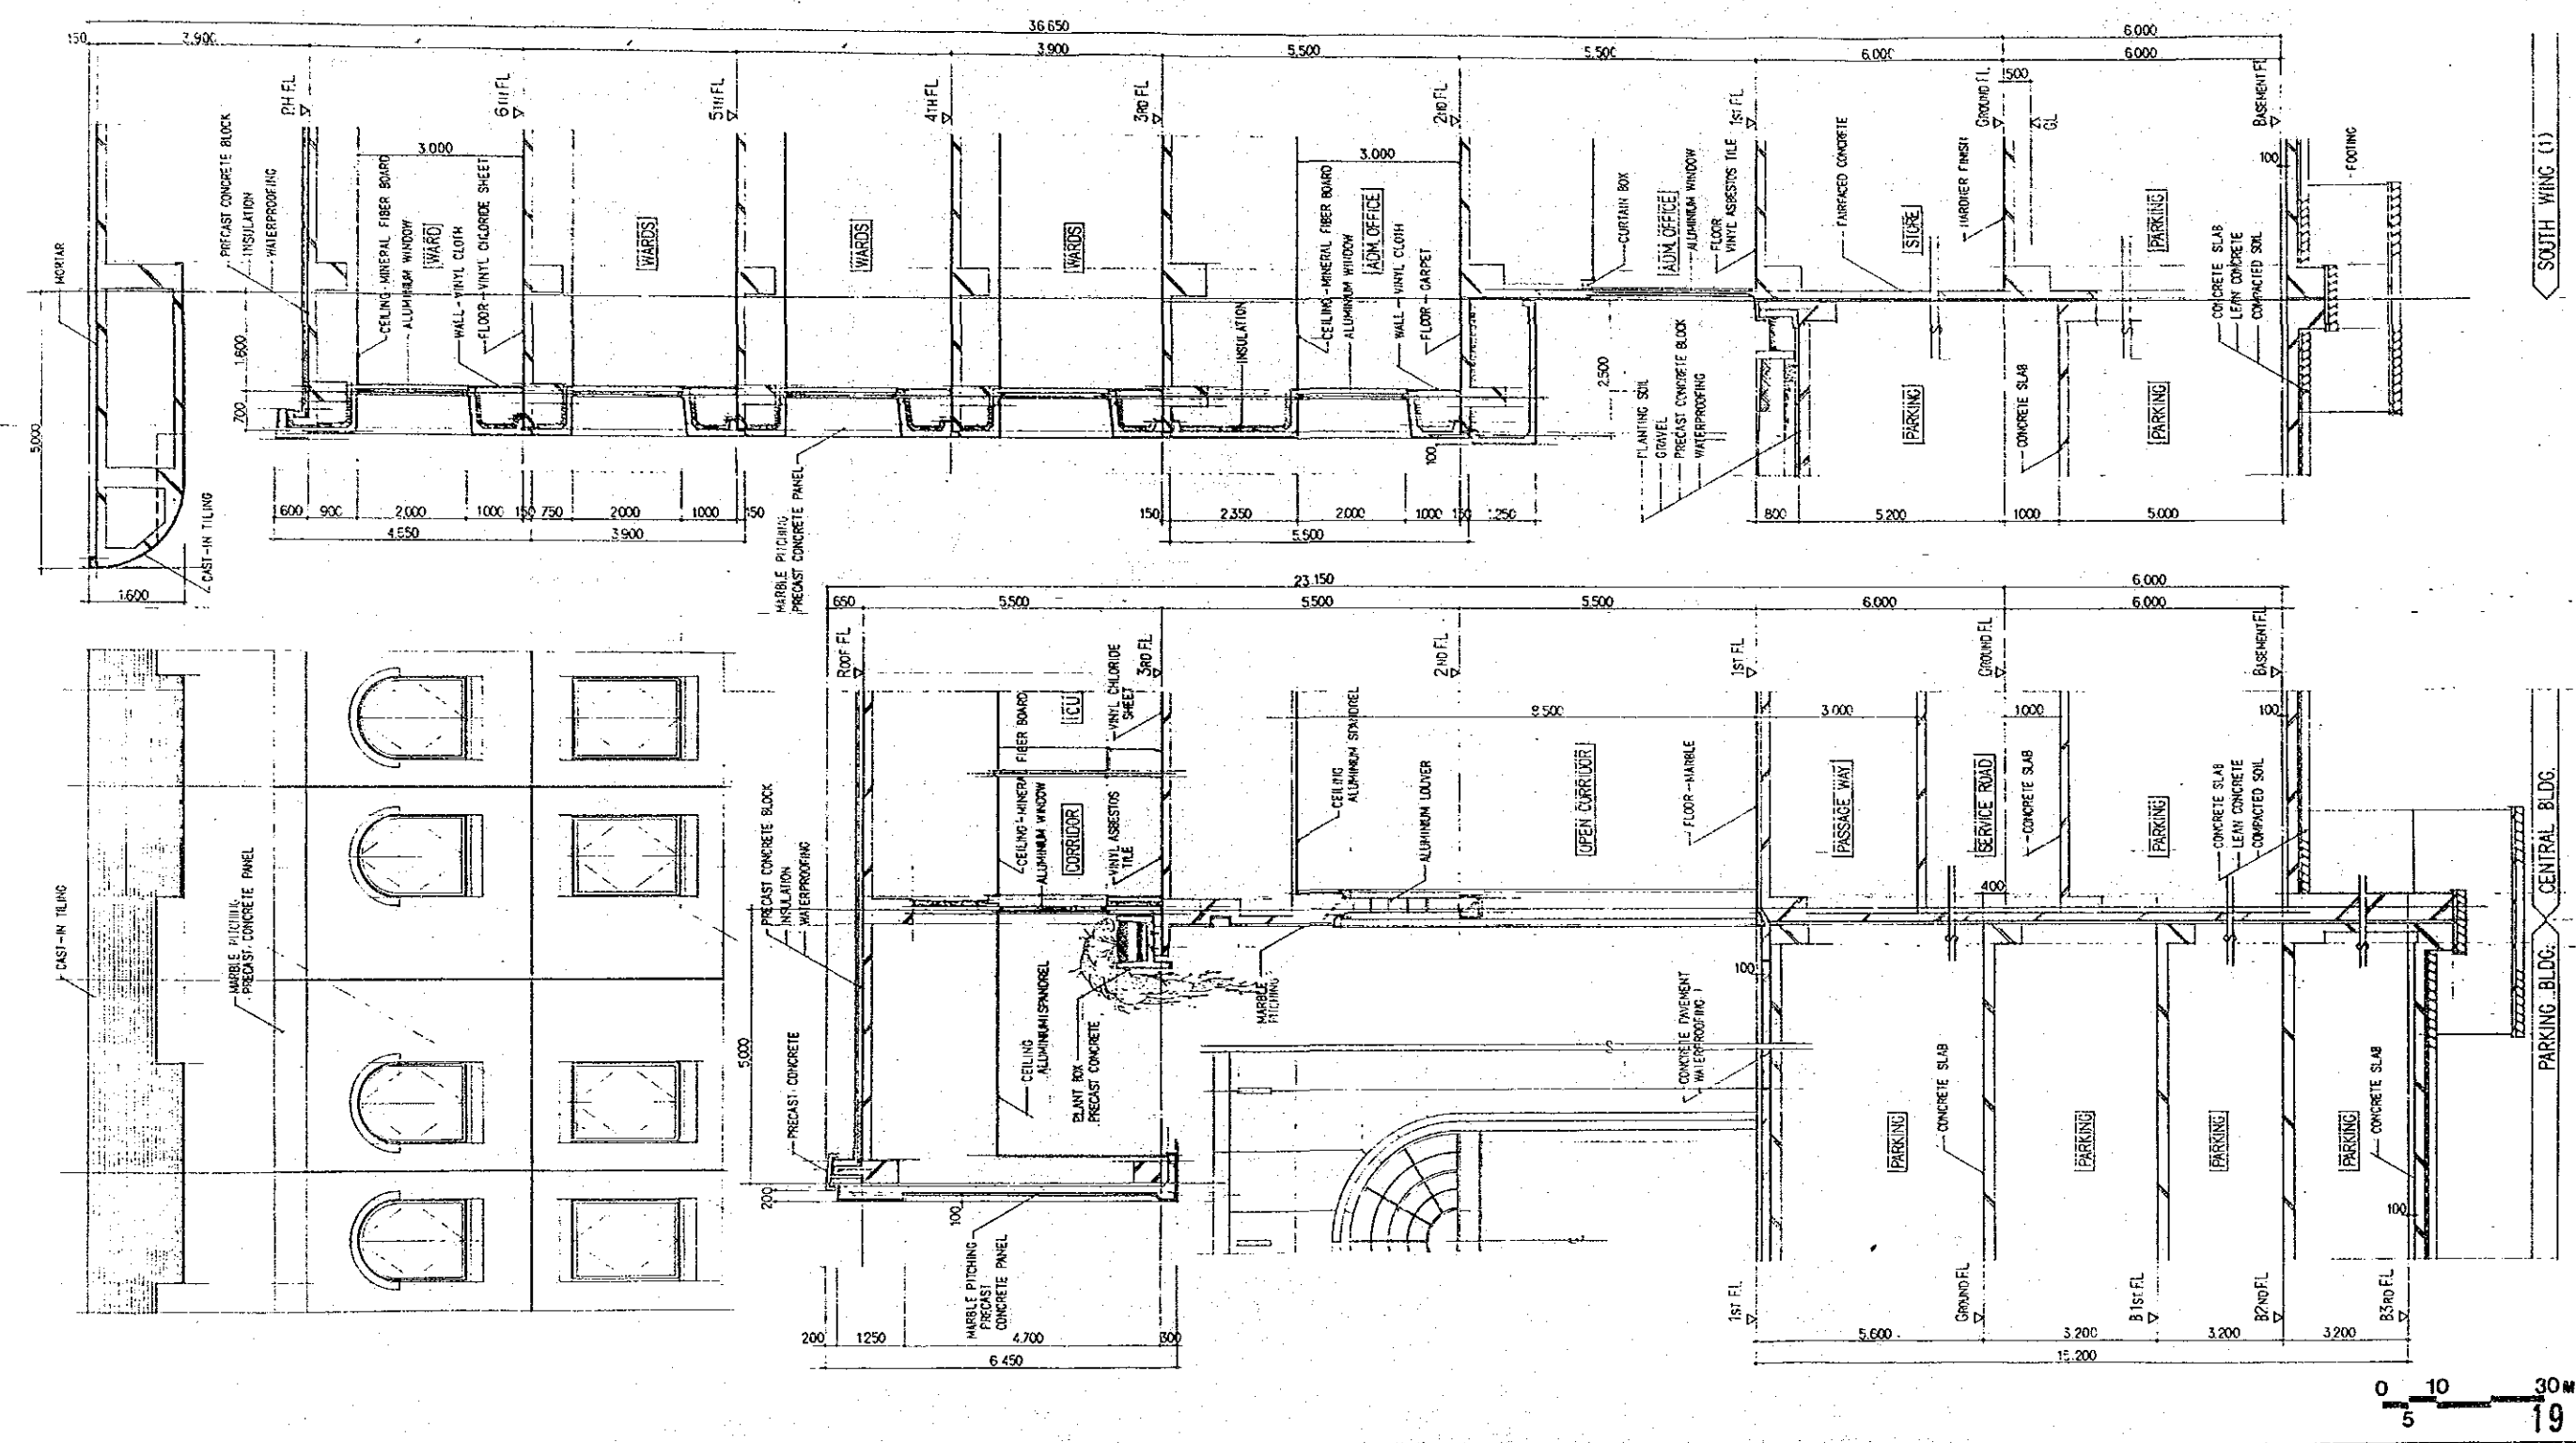 36650
150
3,900
3.900
5.500
5.500
6.000
6.000
6.000
500
PH FL
6TH FL
5TH FL
4TH FL
3RD FL
2ND FL
1ST FL
GROUND FL
GL
BASEMENT FL
MORTAR
PRECAST CONCRETE BLOCK
INSULATION
WATERPROOFING
3.000
CEILING-MINERAL FIBER BOARD
ALUMINUM WINDOW
WARD
WALL-VINYL CLOTH
FLOOR-VINYL CHLORIDE SHEET
WARDS
WARDS
WARDS
INSULATION
3.000
CEILING-MINERAL FIBER BOARD
ALUMINUM WINDOW
ADM. OFFICE
WALL-VINYL CLOTH
FLOOR-CARPET
CURTAIN BOX
ADM. OFFICE
ALUMINUM WINDOW
FLOOR
VINYL ASBESTOS TILE
FAIRFACED CONCRETE
STORE
HARDNER FINISH
PARKING
CONCRETE SLAB
LEAN CONCRETE
COMPACTED SOIL
100
FOOTING
SOUTH WING (1)
5,000
1.600
700
1.600
CAST-IN TILING
2.500
100
PLANTING SOIL
GRAVEL
PRECAST CONCRETE BLOCK
WATERPROOFING
PARKING
CONCRETE SLAB
PARKING
MARBLE PITCHING
PRECAST CONCRETE PANEL
600
900
2.000
1000
150
750
2000
1000
150
4.650
3.900
150
2.350
2.000
1000
150
1.250
5.500
800
5.200
1000
5.000
23.150
6.000
650
5.500
5.500
5.500
6.000
6.000
ROOF FL
3RD FL
2ND FL
1ST FL
GROUND FL
BASEMENT FL
CAST-IN TILING
MARBLE PITCHING
PRECAST CONCRETE PANEL
PRECAST CONCRETE BLOCK
INSULATION
WATERPROOFING
CEILING-MINERAL FIBER BOARD
ALUMINUM WINDOW
ICU
CORRIDOR
VINYL CHLORIDE
SHEET
VINYL ASBESTOS
TILE
CEILING
ALUMINUM SPANDREL
ALUMINUM LOUVER
8.500
OPEN CORRIDOR
FLOOR-MARBLE
3.000
PASSAGE WAY
SERVICE ROAD
1000
400
CONCRETE SLAB
PARKING
CONCRETE SLAB
LEAN CONCRETE
COMPACTED SOIL
100
CENTRAL BLDG.
PARKING BLDG.
5,000
200
100
PRECAST CONCRETE
CEILING
ALUMINIUM SPANDREL
PLANT BOX
PRECAST CONCRETE
MARBLE
PITCHING
100
CONCRETE PAVEMENT
WATERPROOFING
PARKING
CONCRETE SLAB
PARKING
PARKING
PARKING
CONCRETE SLAB
100
MARBLE PITCHING
PRECAST
CONCRETE PANEL
200
1250
4.700
300
6 450
1ST FL
GROUND FL
B1ST FL
B2ND FL
B3RD FL
5.600
3.200
3.200
3.200
15.200
0 10 30 M
5
19